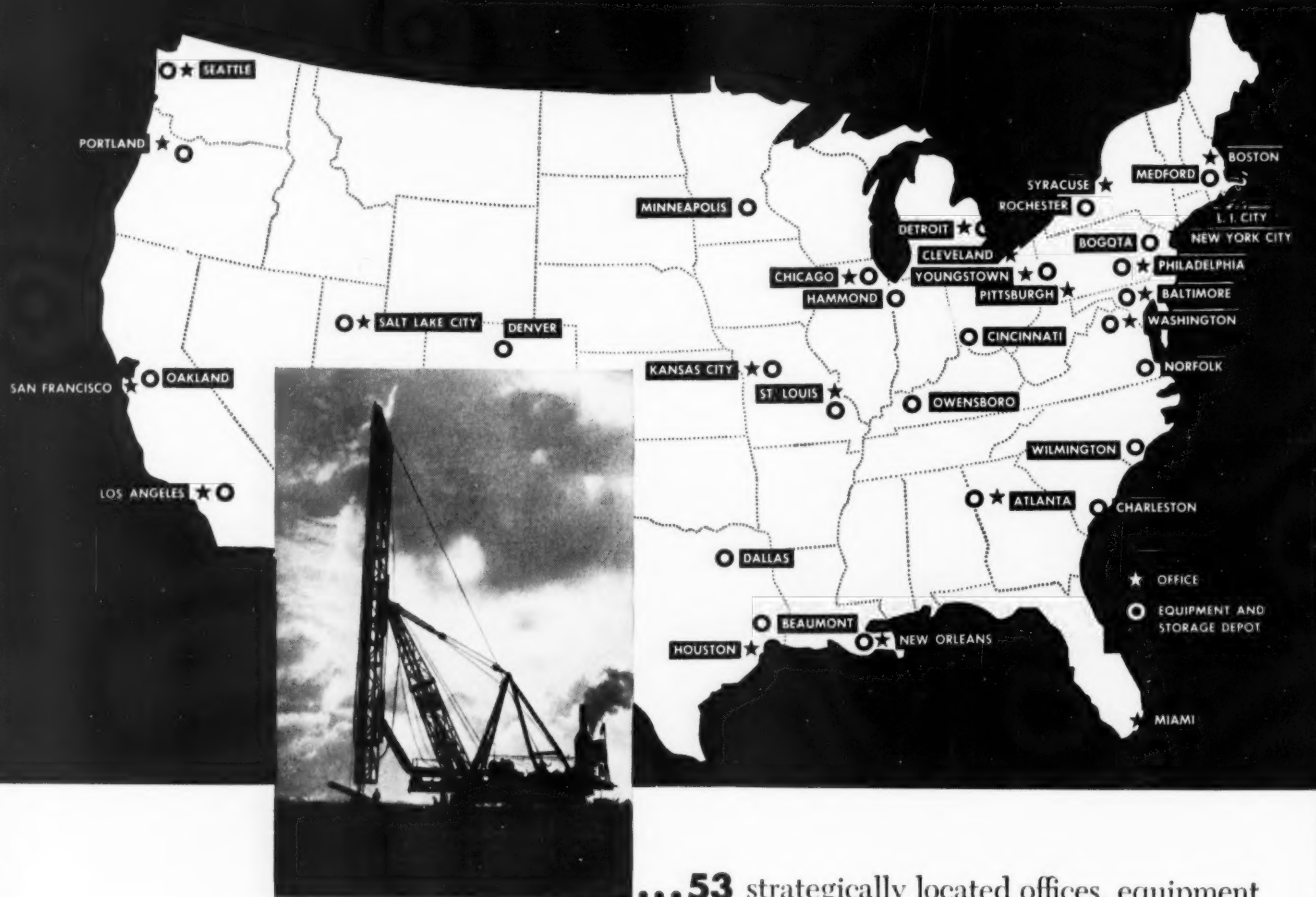 SEATTLE
PORTLAND
MINNEAPOLIS
SYRACUSE
ROCHESTER
BOSTON
MEDFORD
L. I. CITY
NEW YORK CITY
DETROIT
BOGOTA
CLEVELAND
PHILADELPHIA
CHICAGO
YOUNGSTOWN
HAMMOND
PITTSBURGH
BALTIMORE
SALT LAKE CITY
DENVER
CINCINNATI
WASHINGTON
SAN FRANCISCO
OAKLAND
KANSAS CITY
NORFOLK
ST. LOUIS
OWENSBORO
WILMINGTON
LOS ANGELES
ATLANTA
CHARLESTON
DALLAS
OFFICE
EQUIPMENT AND
STORAGE DEPOT
BEAUMONT
HOUSTON
NEW ORLEANS
MIAMI
...53 strategically located offices, equipment